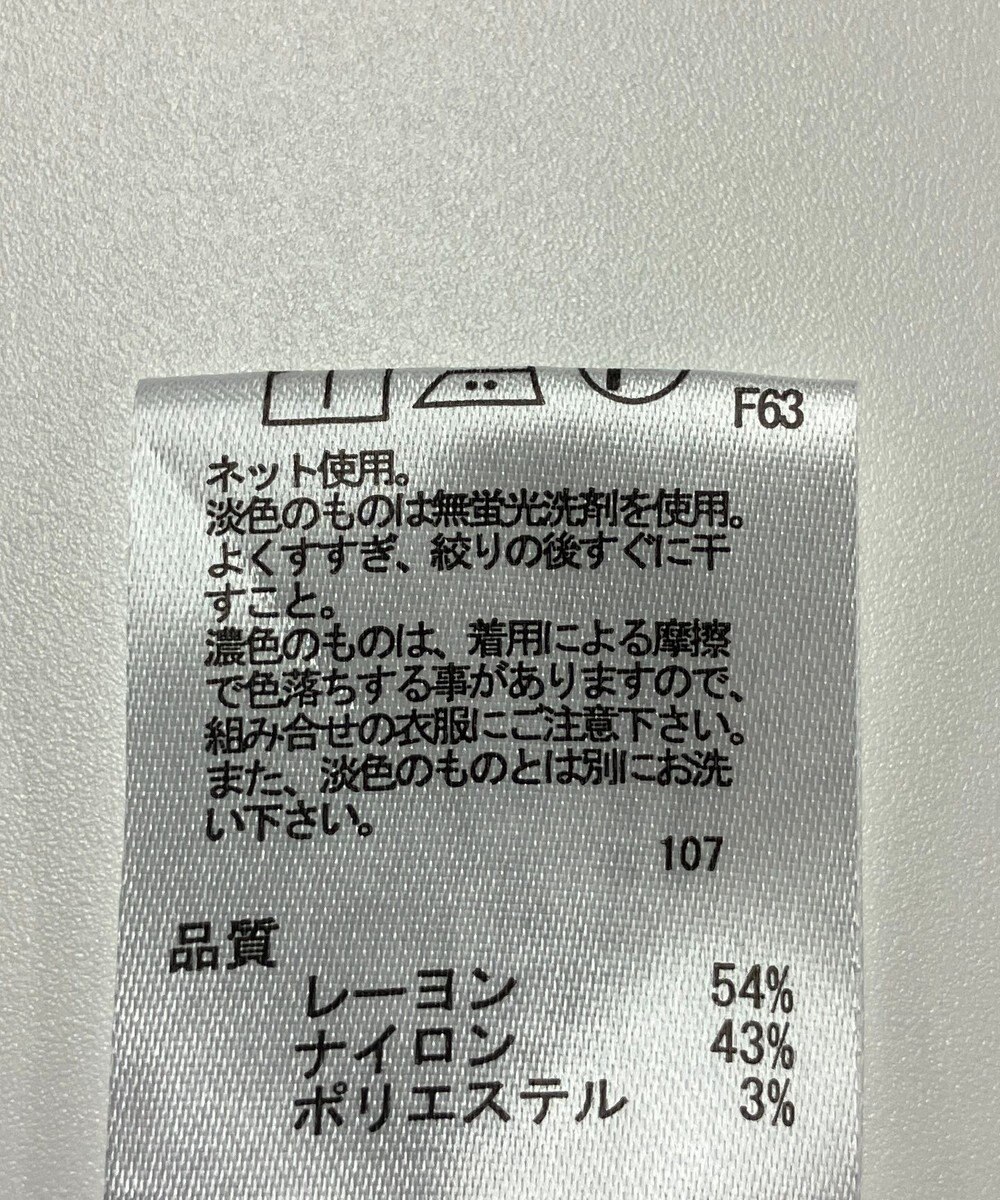 F63
ネット使用。
淡色のものは無蛍光洗剤を使用。
よくすすぎ、絞りの後すぐに干
すこと。
濃色のものは、着用による摩擦
で色落ちする事がありますので、
組み合せの衣服にご注意下さい。
また、淡色のものとは別にお洗
い下さい。
107
品質
レーヨン 54%
ナイロン 43%
ポリエステル 3%